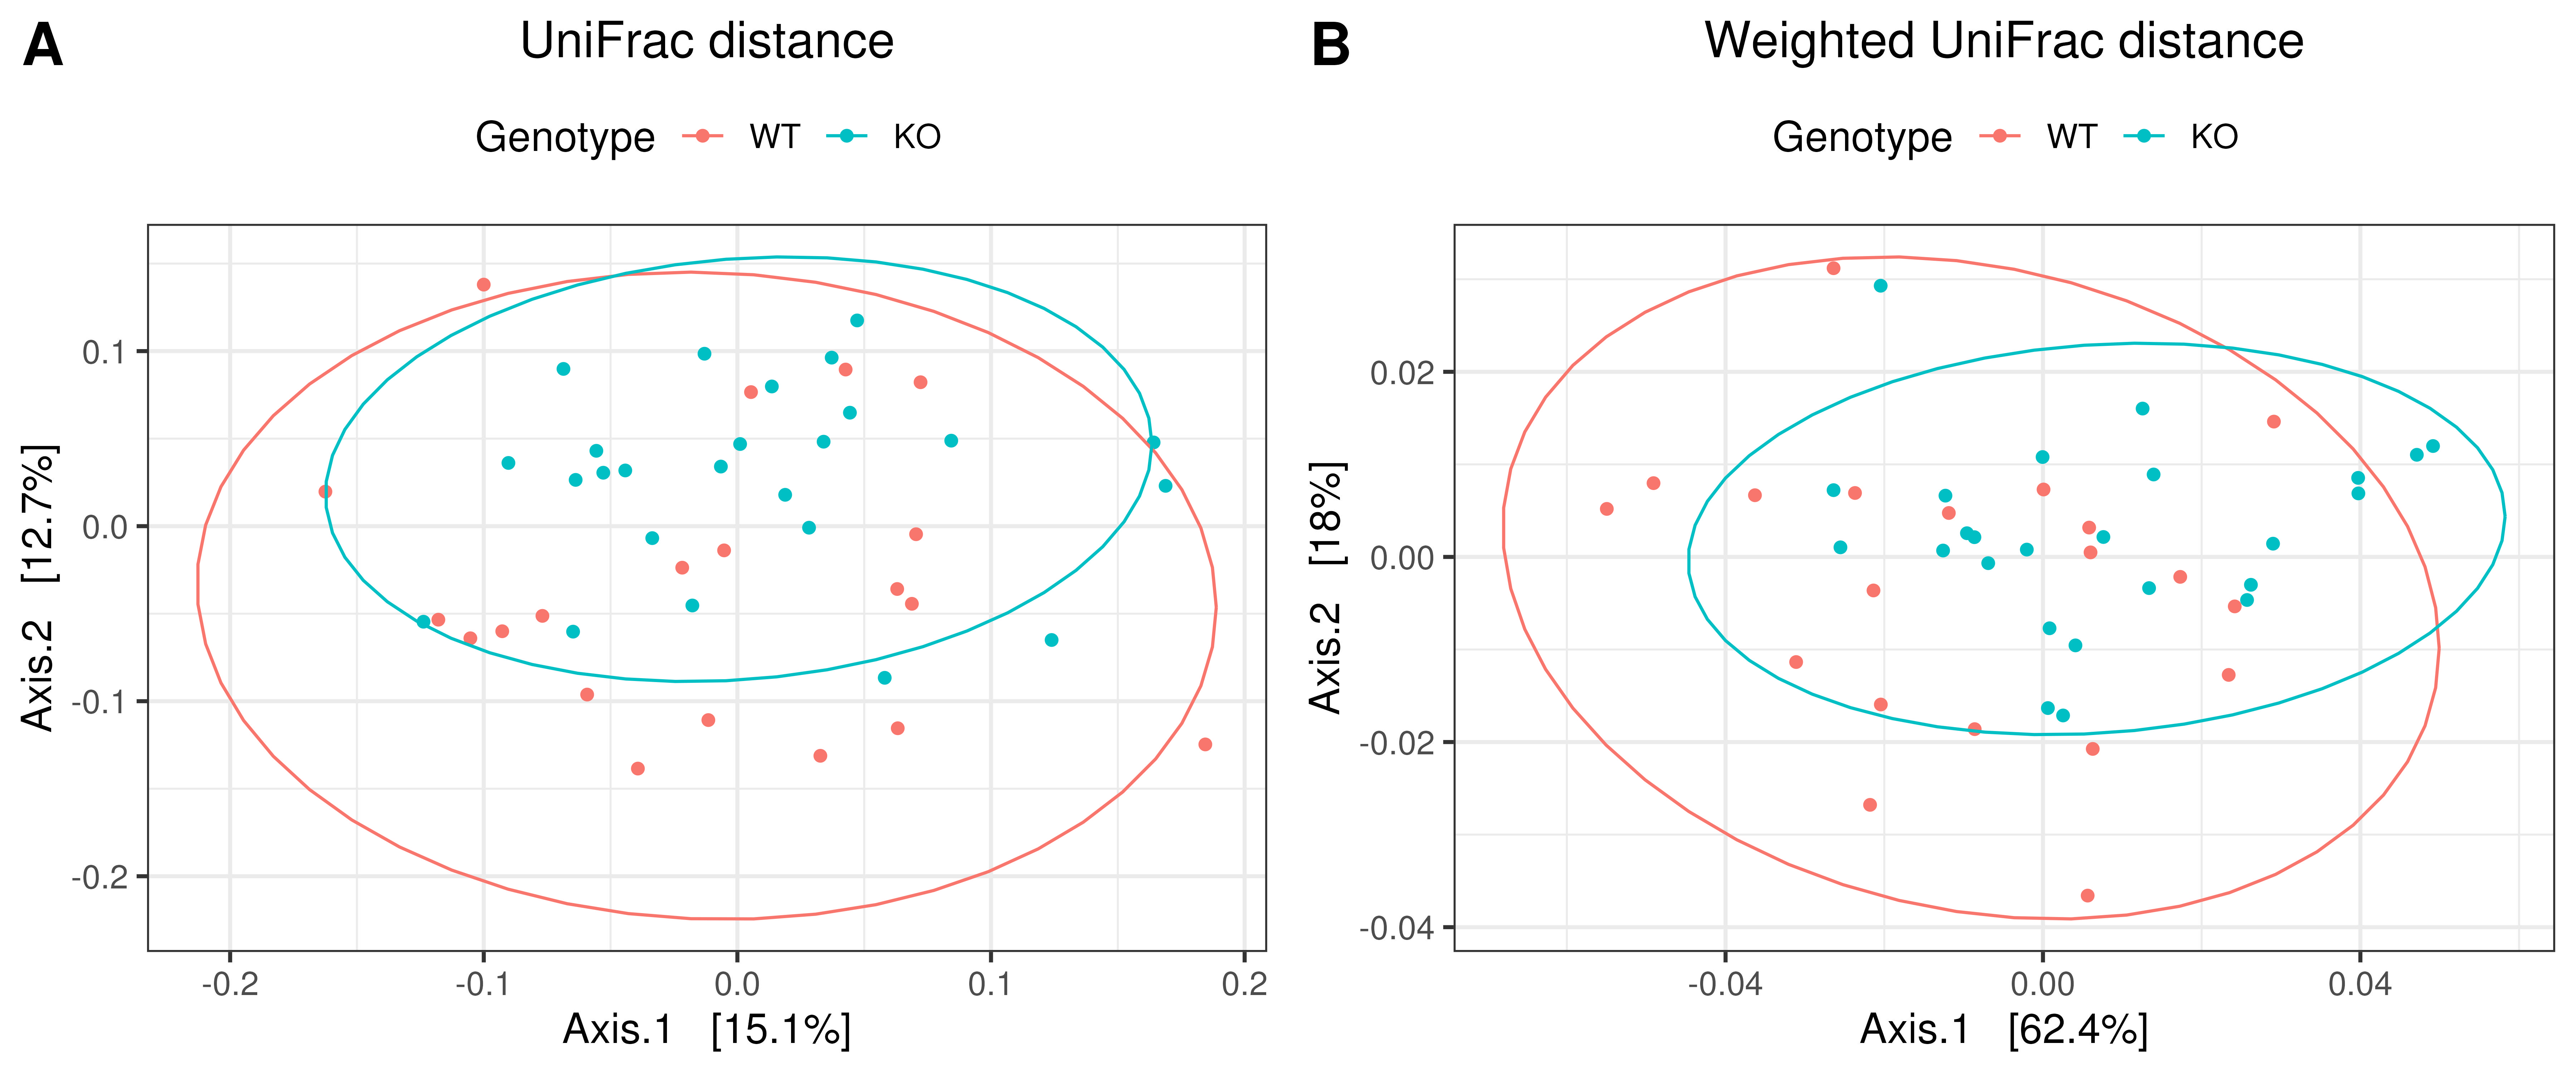 A
UniFrac distance
Genotype WT KO
Axis.2 [12.7%]
0.1
0.0
-0.1
-0.2
-0.2 -0.1 0.0 0.1 0.2
Axis.1 [15.1%]
B
Weighted UniFrac distance
Genotype WT KO
Axis.2 [18%]
0.02
0.00
-0.02
-0.04
-0.04 0.00 0.04
Axis.1 [62.4%]